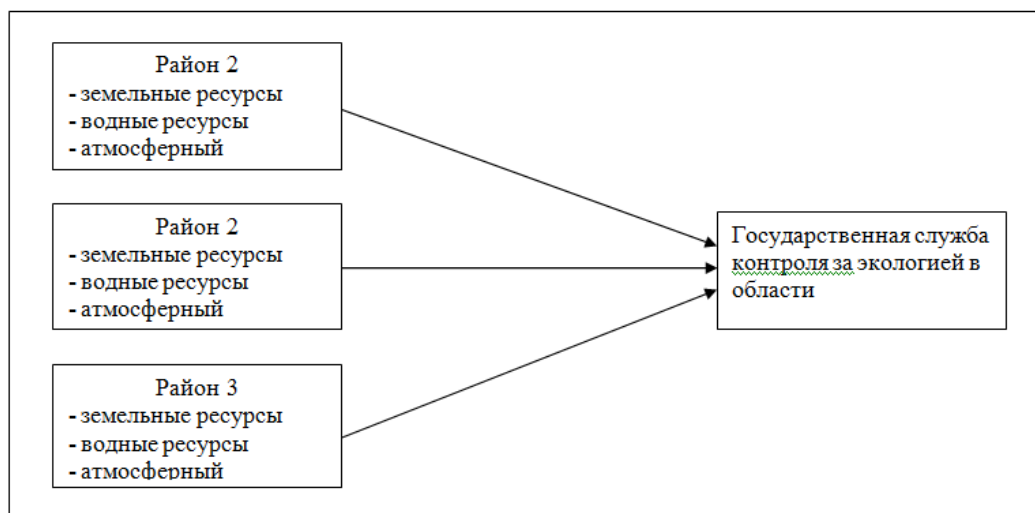 Район 2
- земельные ресурсы
- водные ресурсы
- атмосферный
Район 2
- земельные ресурсы
- водные ресурсы
- атмосферный
Район 3
- земельные ресурсы
- водные ресурсы
- атмосферный
Государственная служба
контроля за экологией в
области